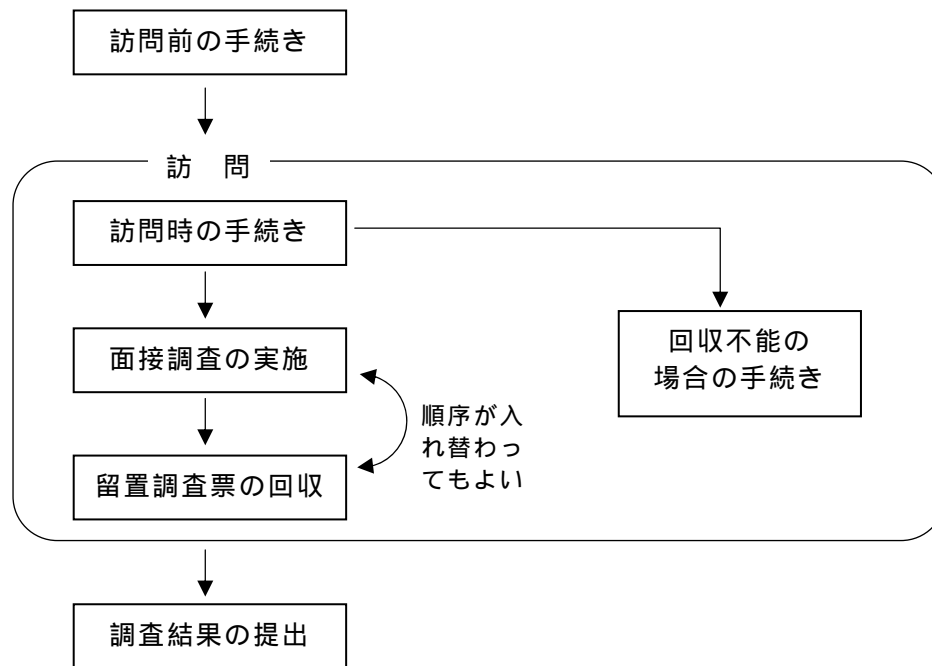 訪問前の手続き
訪　問
訪問時の手続き
面接調査の実施
回収不能の
場合の手続き
順序が入
れ替わっ
てもよい
留置調査票の回収
調査結果の提出